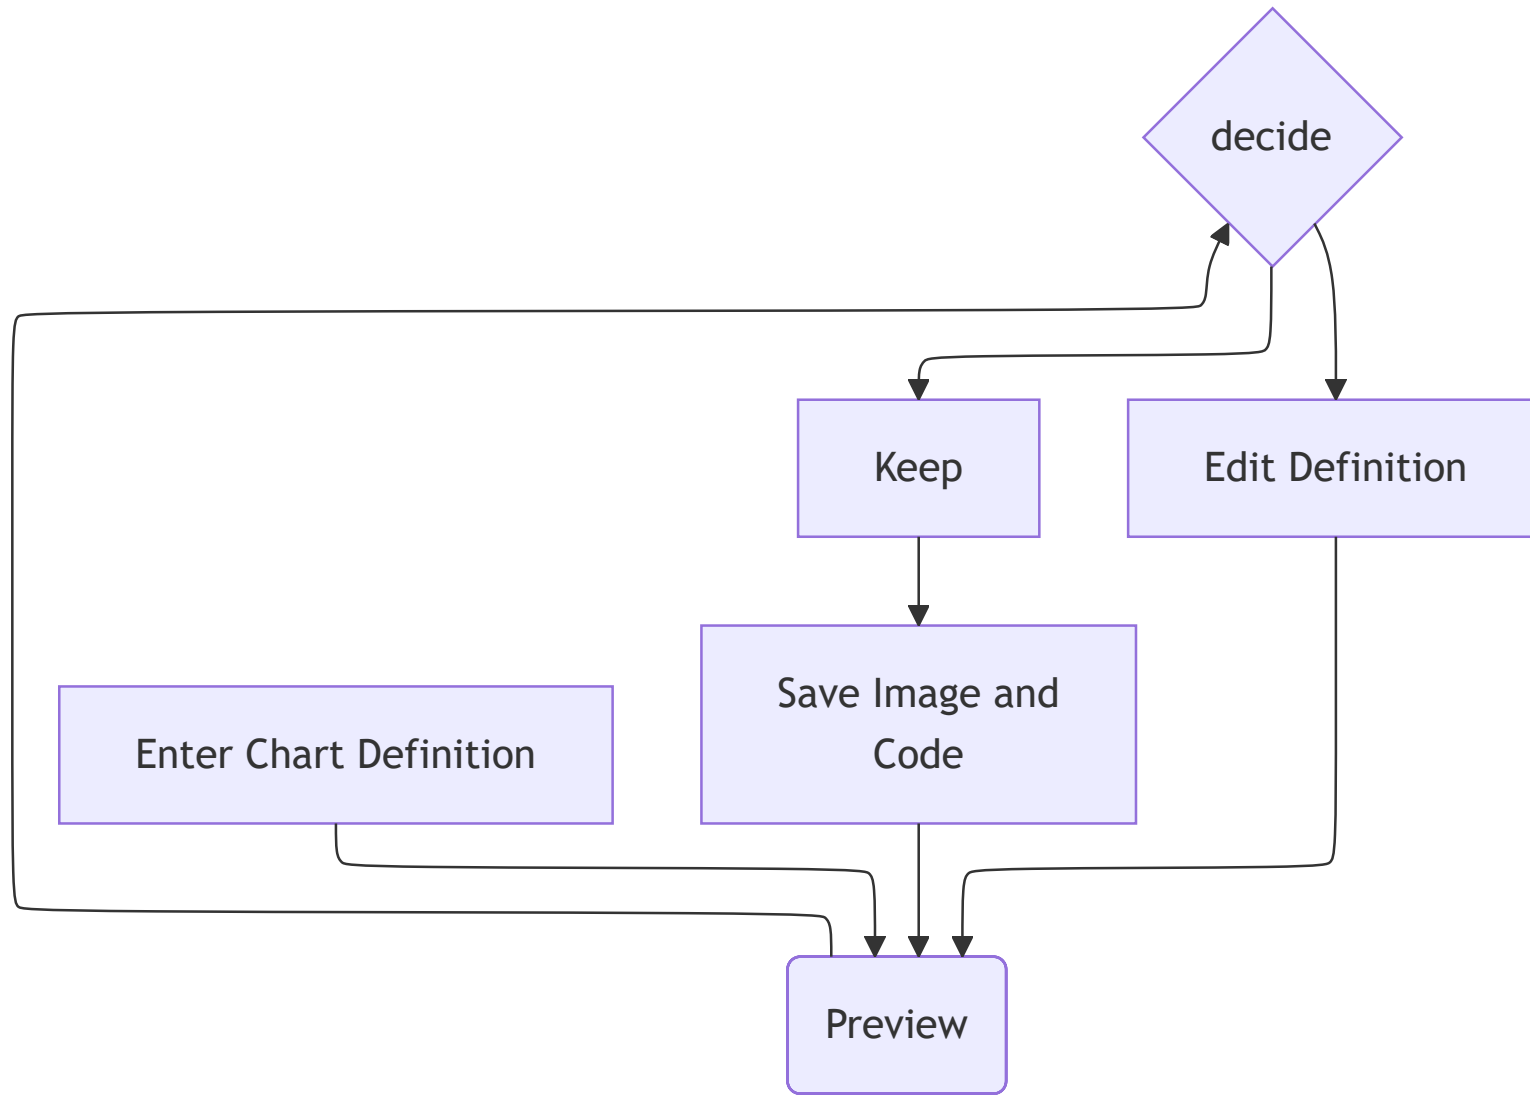 decide
Keep
Edit Definition
Save Image and
Code
Enter Chart Definition
Preview